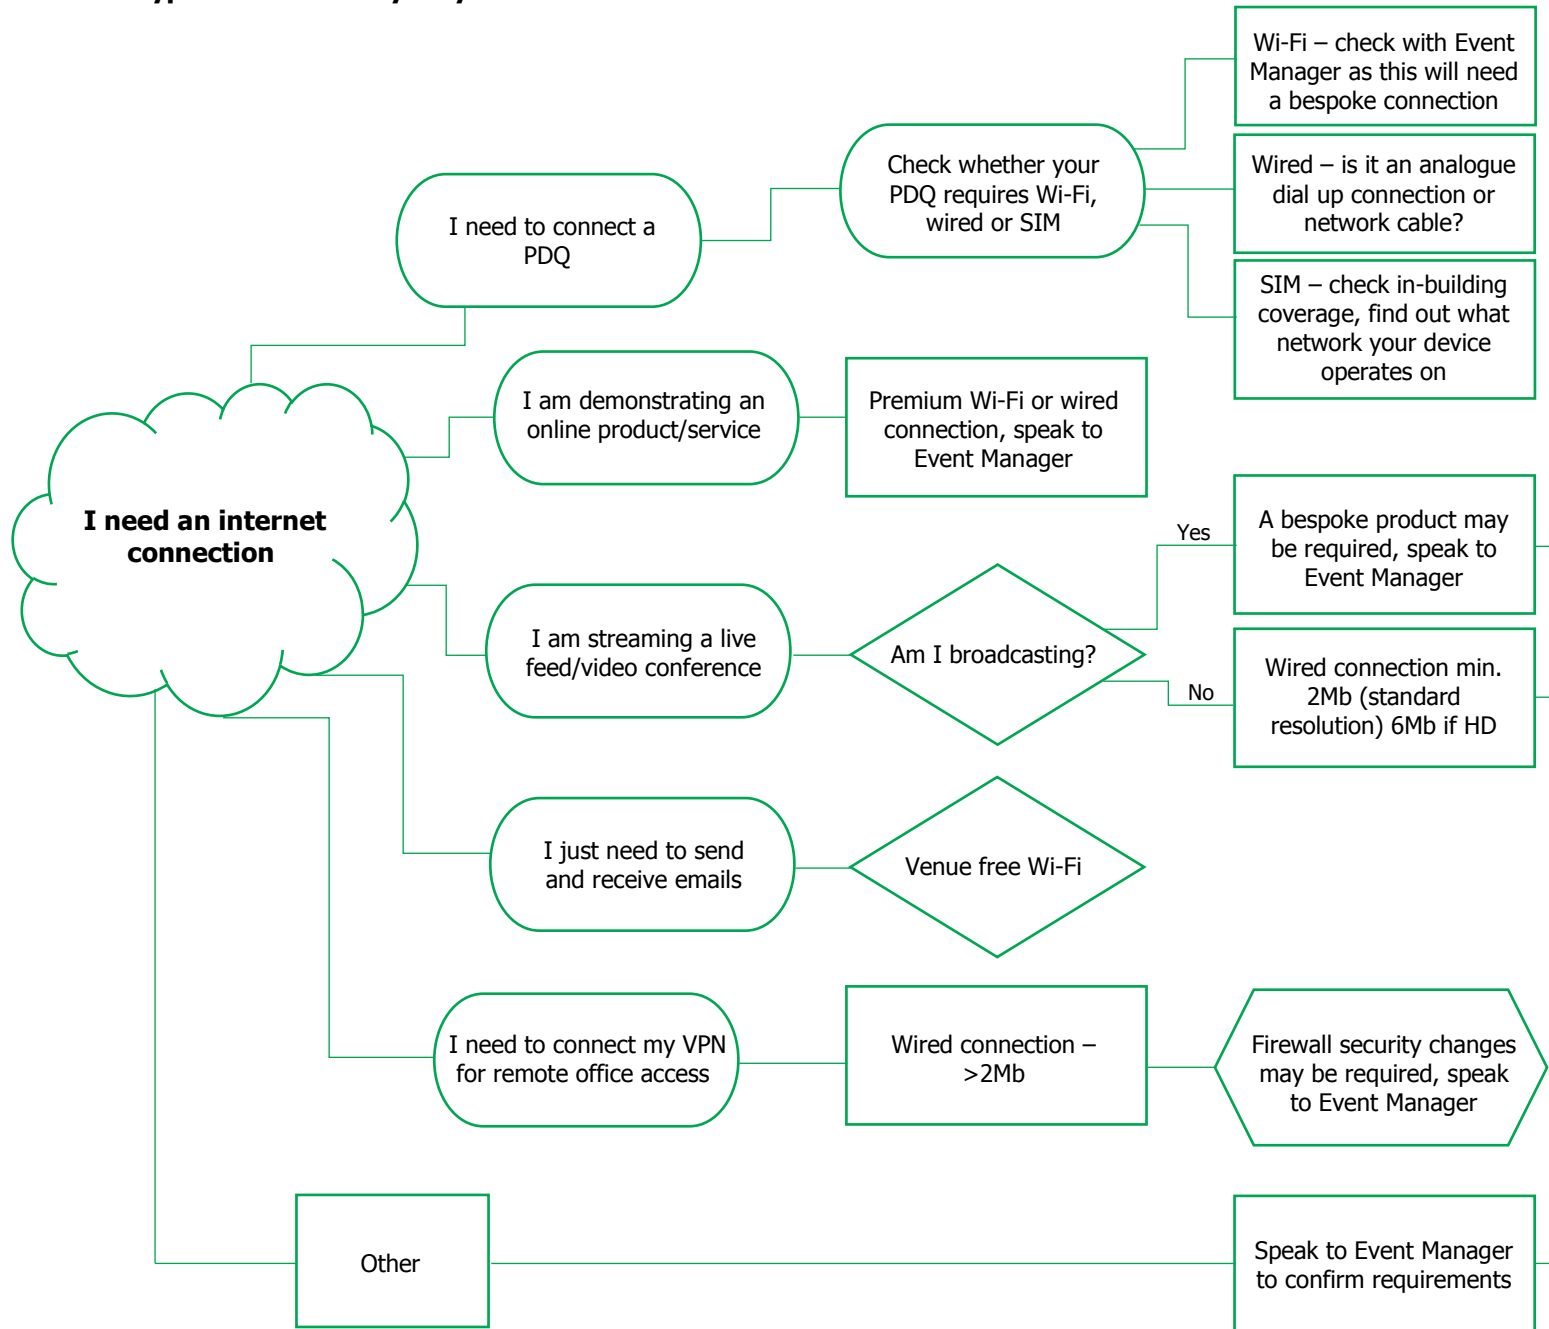 Wi-Fi – check with Event
Manager as this will need
a bespoke connection
Check whether your
PDQ requires Wi-Fi,
wired or SIM
Wired – is it an analogue
dial up connection or
network cable?
I need to connect a
PDQ
SIM – check in-building
coverage, find out what
network your device
operates on
I am demonstrating an
online product/service
Premium Wi-Fi or wired
connection, speak to
Event Manager
I need an internet
connection
Yes
A bespoke product may
be required, speak to
Event Manager
I am streaming a live
feed/video conference
Am I broadcasting?
No
Wired connection min.
2Mb (standard
resolution) 6Mb if HD
I just need to send
and receive emails
Venue free Wi-Fi
I need to connect my VPN
for remote office access
Wired connection –
>2Mb
Firewall security changes
may be required, speak
to Event Manager
Other
Speak to Event Manager
to confirm requirements